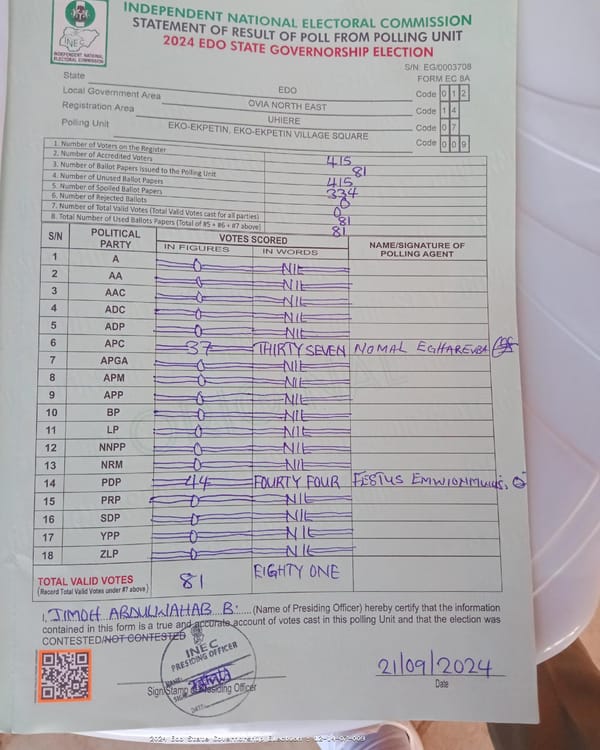 INDEPENDENT NATIONAL ELECTORAL COMMISSION
STATEMENT OF RESULT OF POLL FROM POLLING UNIT
2024 EDO STATE GOVERNORSHIP ELECTION
INEC
INDEPENDENT NATIONAL
ELECTORAL COMMISSION
S/N: EG/0003708
FORM EC 8A
State EDO Code 0 1 2
Local Government Area OVIA NORTH EAST Code 1 4
Registration Area UHIERE Code 0 7
Polling Unit EKO-EKPETIN, EKO-EKPETIN VILLAGE SQUARE Code 0 0 9
1. Number of Voters on the Register 415
2. Number of Accredited Voters 81
3. Number of Ballot Papers Issued to the Polling Unit 415
4. Number of Unused Ballot Papers 334
5. Number of Spoiled Ballot Papers 0
6. Number of Rejected Ballots 0
7. Number of Total Valid Votes (Total Valid Votes cast for all parties) 81
8. Total Number of Used Ballots Papers (Total of #5 + #6 + #7 above) 81
S/N POLITICAL PARTY VOTES SCORED NAME/SIGNATURE OF POLLING AGENT
IN FIGURES IN WORDS
1 A 0 NIL
2 AA 0 NIL
3 AAC 0 NIL
4 ADC 0 NIL
5 ADP 0 NIL
6 APC 37 THIRTY SEVEN NOMAL EGHAREVBA
7 APGA 0 NIL
8 APM 0 NIL
9 APP 0 NIL
10 BP 0 NIL
11 LP 0 NIL
12 NNPP 0 NIL
13 NRM 0 NIL
14 PDP 44 FOURTY FOUR FESTUS
15 PRP 0 NIL
16 SDP 0 NIL
17 YPP 0 NIL
18 ZLP 0 NIL
TOTAL VALID VOTES 81 EIGHTY ONE
(Record Total Valid Votes under #7 above)
I, JIMOH ABDULWAHAB B. (Name of Presiding Officer) hereby certify that the information
contained in this form is a true and accurate account of votes cast in this polling Unit and that the election was
CONTESTED/NOT CONTESTED
INEC
PRESIDING OFFICER
NAME:
SIGN:
DATE:
Sign/Stamp of Presiding Officer
21/09/2024
Date
2024 Edo State Governorship Election - 12-14-07-009